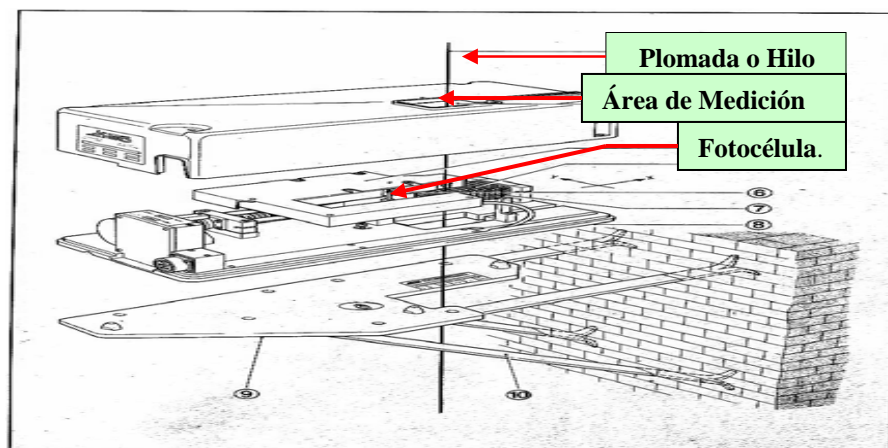 Plomada o Hilo
Área de Medición
Fotocélula.
⑥
⑦
⑧
⑨
⑩